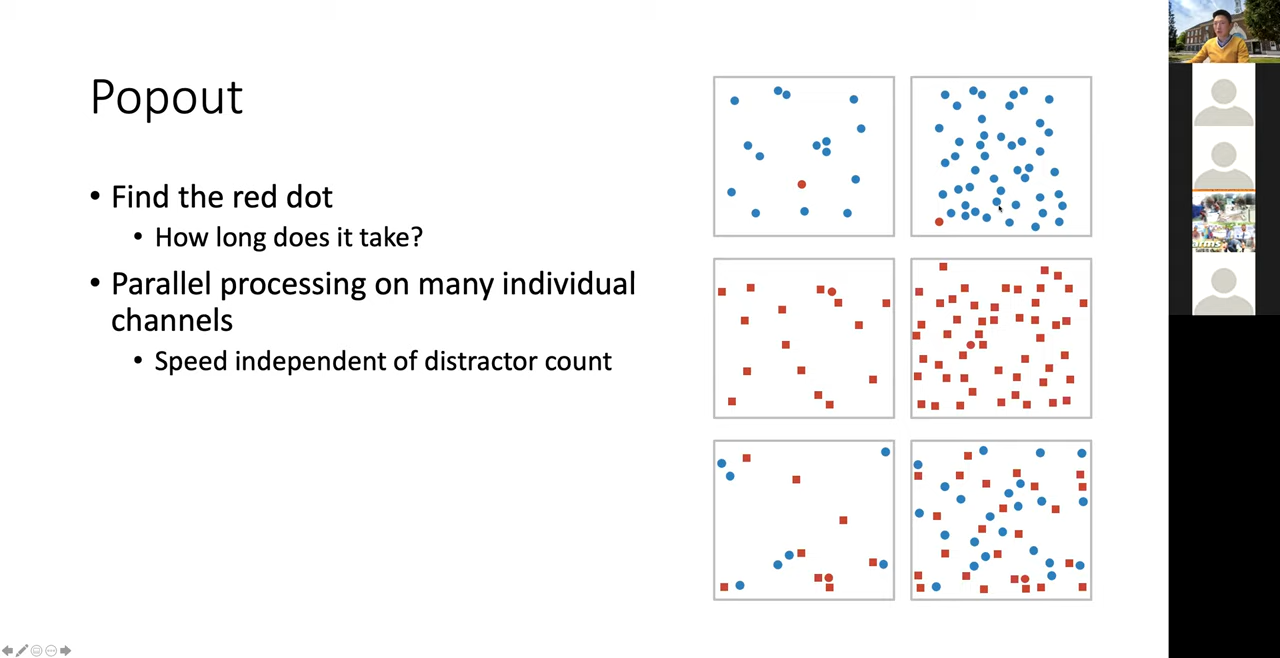 Popout
• Find the red dot
• How long does it take?
• Parallel processing on many individual
channels
• Speed independent of distractor count